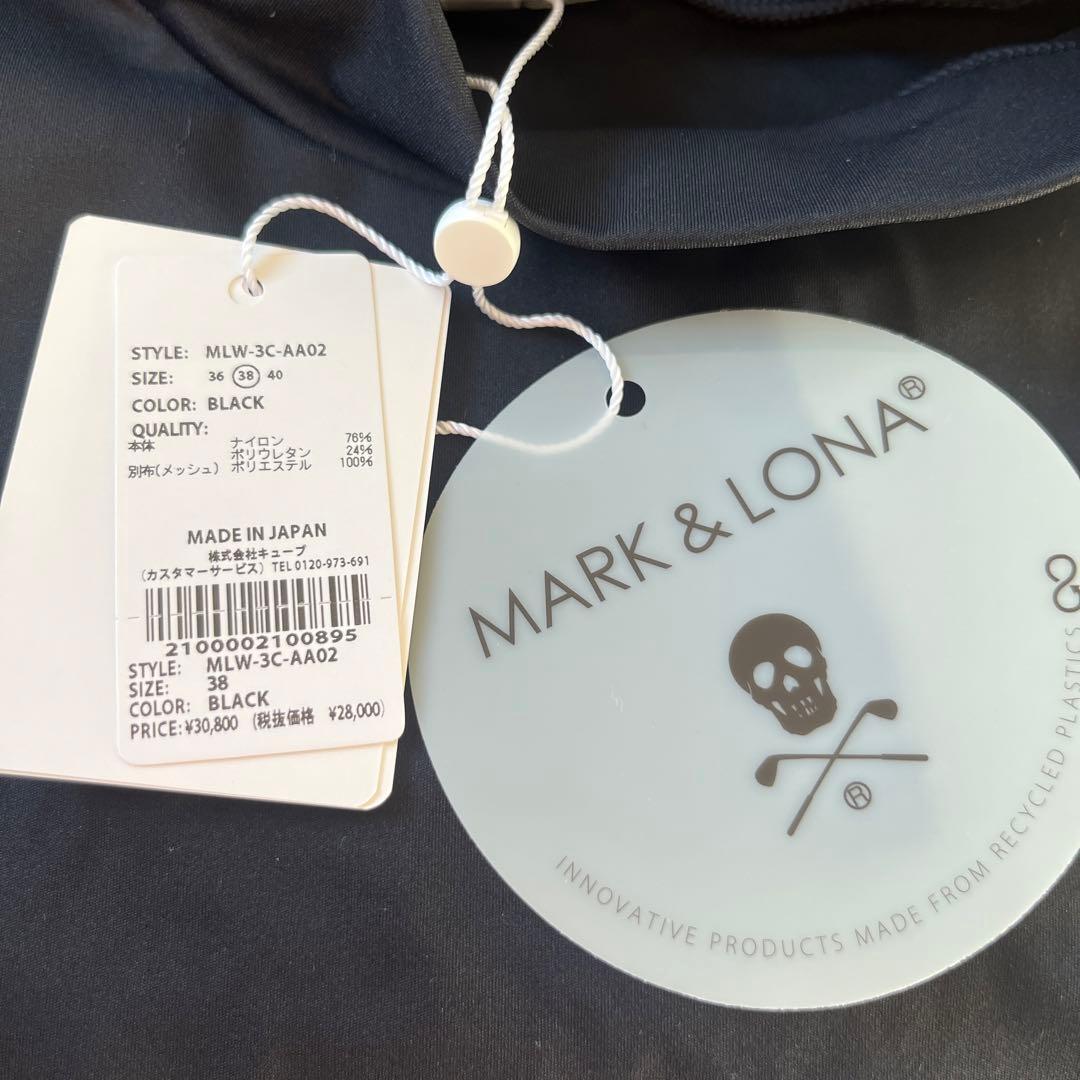 STYLE: MLW-3C-AA02
SIZE: 36 38 40
COLOR: BLACK
QUALITY:
本体 ナイロン 76%
ポリウレタン 24%
別布(メッシュ) ポリエステル 100%
MADE IN JAPAN
株式会社キューブ
(カスタマーサービス) TEL 0120-973-691
2100002100895
STYLE: MLW-3C-AA02
SIZE: 38
COLOR: BLACK
PRICE: ¥30,800 (税抜価格 ¥28,000)
MARK & LONA®
®
INNOVATIVE PRODUCTS MADE FROM RECYCLED PLASTICS